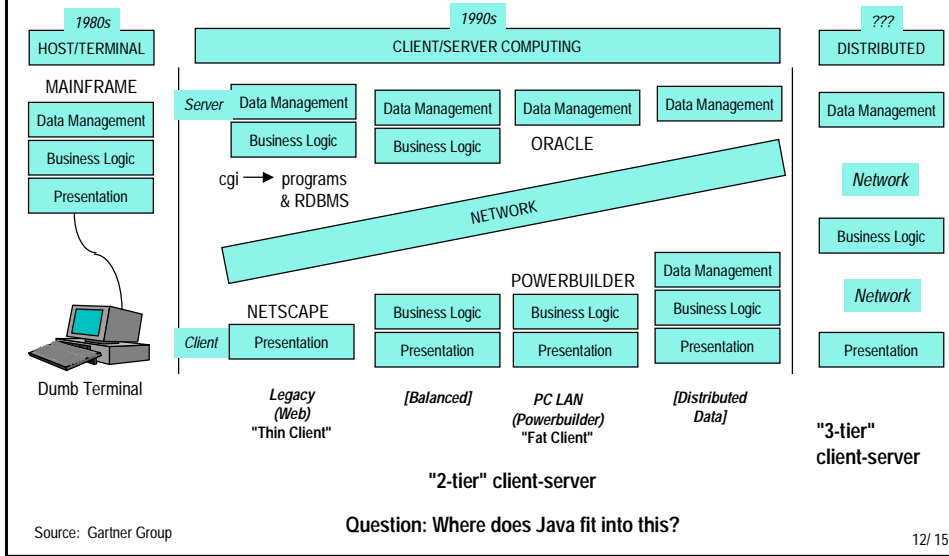 1980s
HOST/TERMINAL
MAINFRAME
Data Management
Business Logic
Presentation
Dumb Terminal
1990s
CLIENT/SERVER COMPUTING
Server
Data Management
Business Logic
cgi → programs
& RDBMS
Data Management
Business Logic
Data Management
ORACLE
Data Management
NETWORK
Client
NETSCAPE
Presentation
Business Logic
Presentation
POWERBUILDER
Business Logic
Presentation
Data Management
Business Logic
Presentation
Legacy
(Web)
"Thin Client"
[Balanced]
PC LAN
(Powerbuilder)
"Fat Client"
[Distributed
Data]
"2-tier" client-server
???
DISTRIBUTED
Data Management
Network
Business Logic
Network
Presentation
"3-tier"
client-server
Source: Gartner Group
Question: Where does Java fit into this?
12/ 15